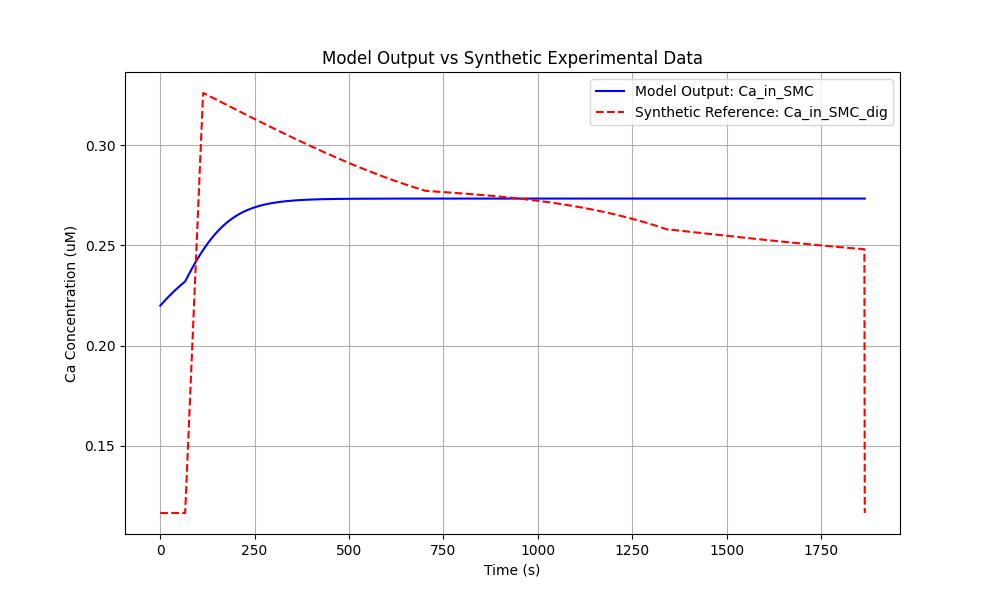 Model Output vs Synthetic Experimental Data
Model Output: Ca_in_SMC
Synthetic Reference: Ca_in_SMC_dig
Ca Concentration (uM)
0.30
0.25
0.20
0.15
0
250
500
750
1000
1250
1500
1750
Time (s)